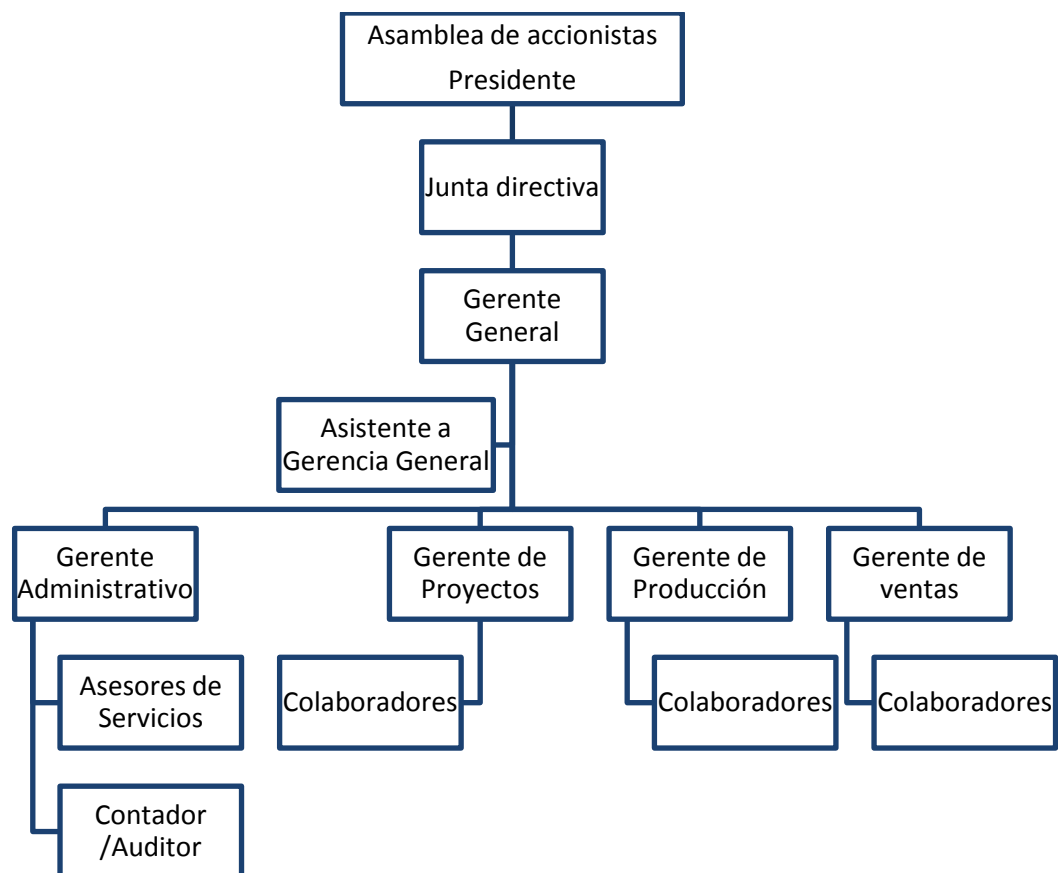 Asamblea de accionistas
Presidente
Junta directiva
Gerente
General
Asistente a
Gerencia General
Gerente
Administrativo
Gerente de
Proyectos
Gerente de
Producción
Gerente de
ventas
Asesores de
Servicios
Colaboradores
Colaboradores
Colaboradores
Contador
/Auditor